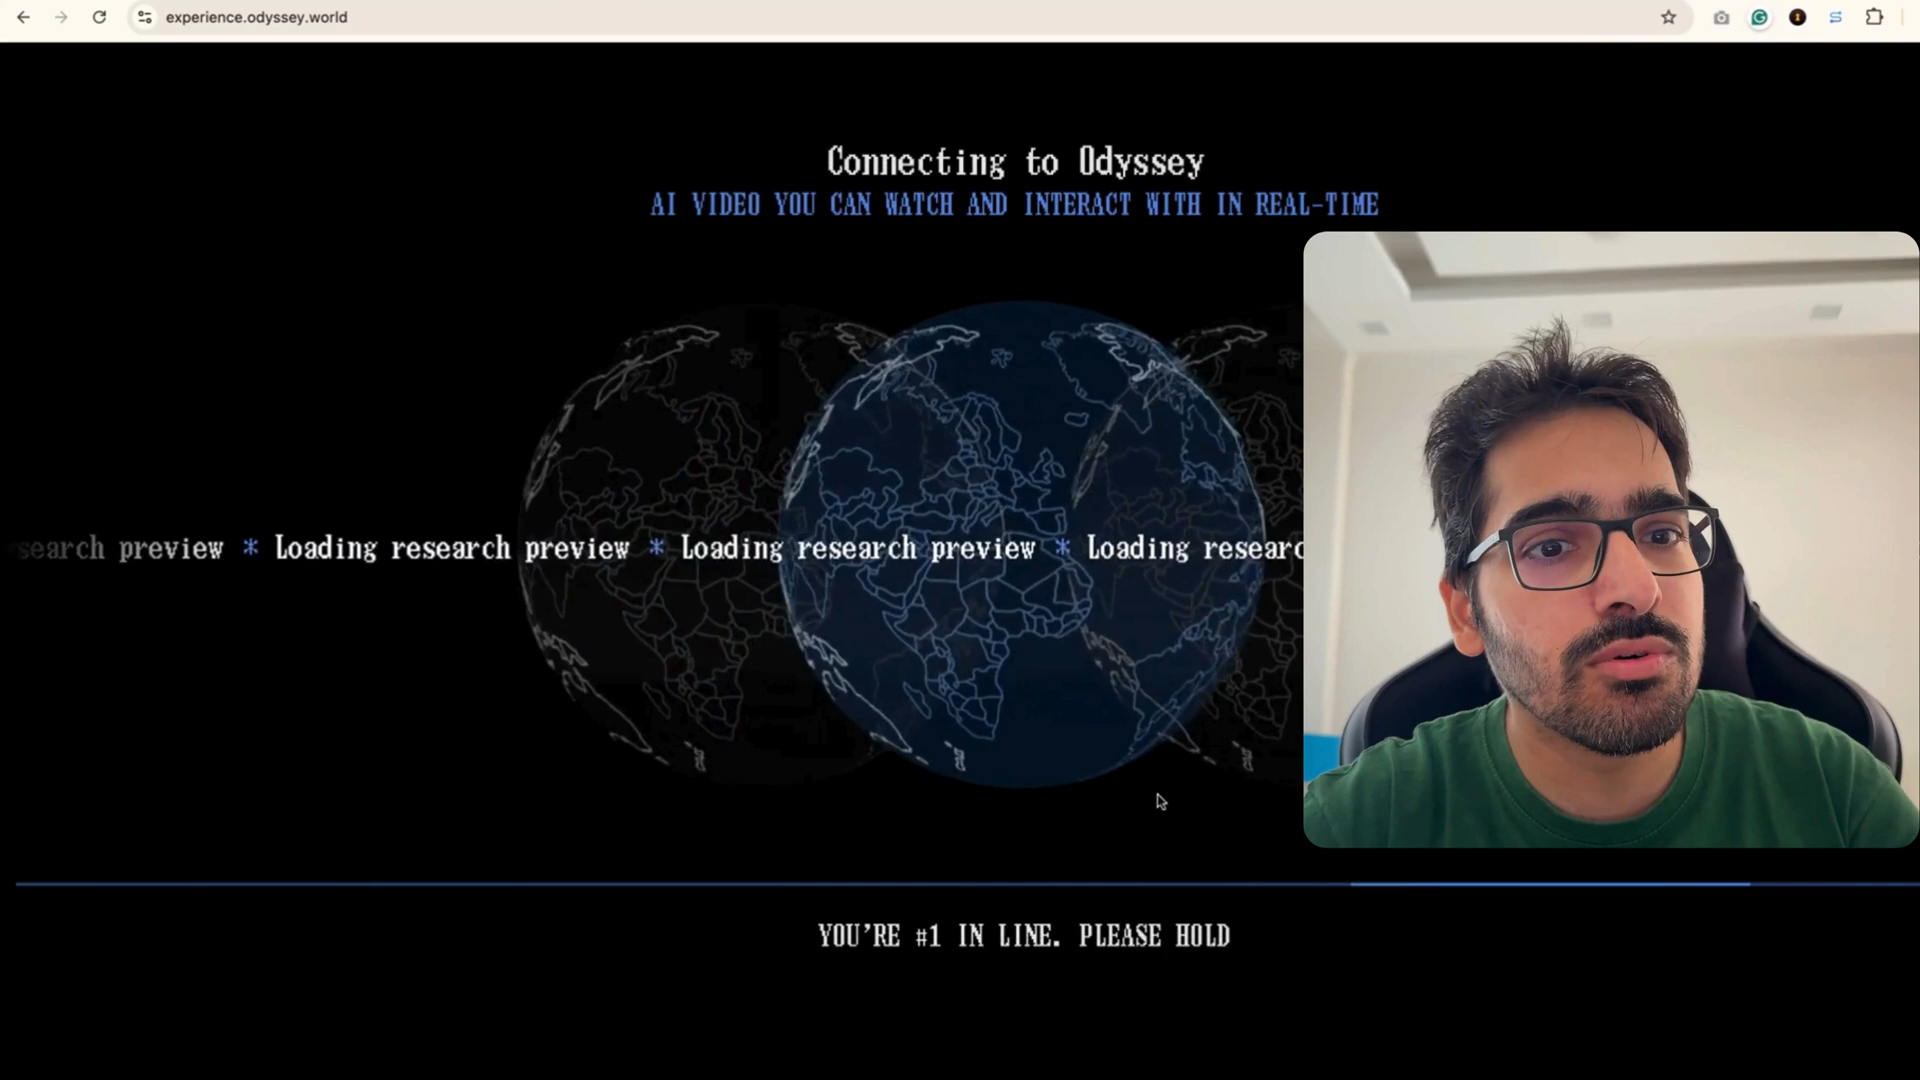 experience.odyssey.world
Connecting to Odyssey
AI VIDEO YOU CAN WATCH AND INTERACT WITH IN REAL-TIME
search preview * Loading research preview * Loading research preview * Loading researc
YOU'RE #1 IN LINE. PLEASE HOLD